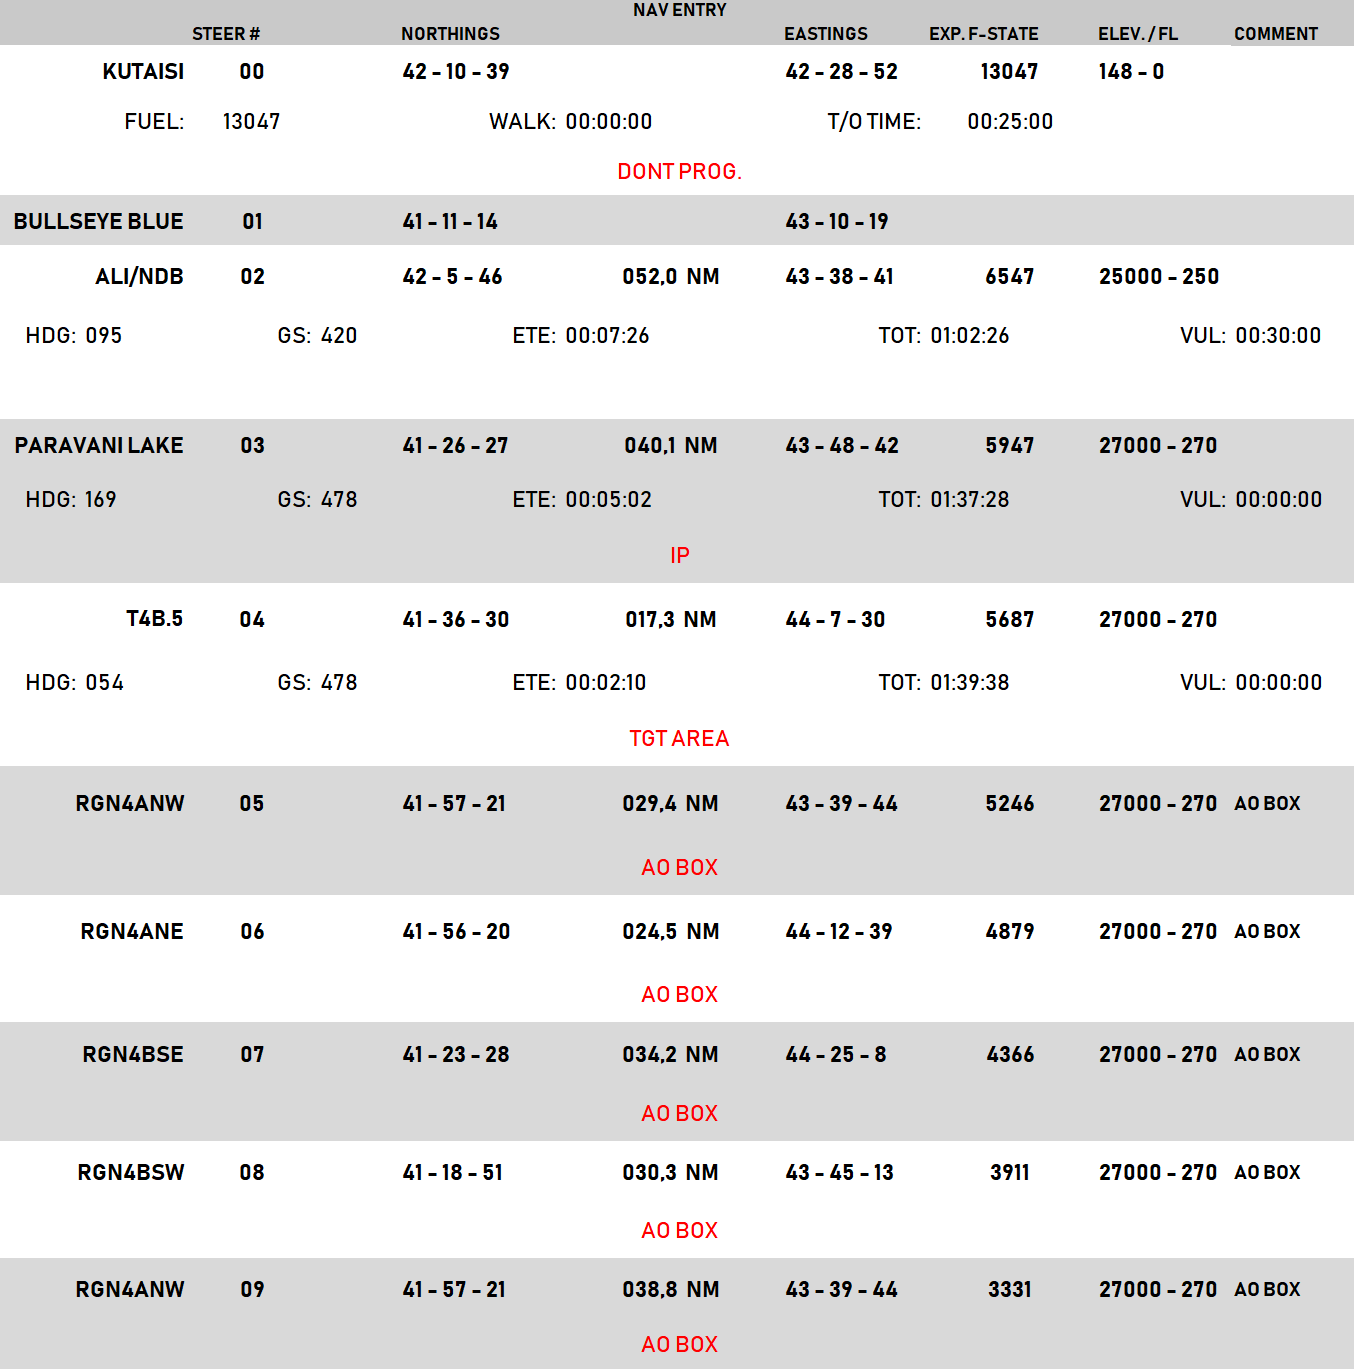 NAV ENTRY
STEER # NORTHINGS EASTINGS EXP. F-STATE ELEV. / FL COMMENT
KUTAISI 00 42 - 10 - 39 42 - 28 - 52 13047 148 - 0
FUEL: 13047 WALK: 00:00:00 T/O TIME: 00:25:00
DONT PROG.
BULLSEYE BLUE 01 41 - 11 - 14 43 - 10 - 19
ALI/NDB 02 42 - 5 - 46 052,0 NM 43 - 38 - 41 6547 25000 - 250
HDG: 095 GS: 420 ETE: 00:07:26 TOT: 01:02:26 VUL: 00:30:00
PARAVANI LAKE 03 41 - 26 - 27 040,1 NM 43 - 48 - 42 5947 27000 - 270
HDG: 169 GS: 478 ETE: 00:05:02 TOT: 01:37:28 VUL: 00:00:00
IP
T4B.5 04 41 - 36 - 30 017,3 NM 44 - 7 - 30 5687 27000 - 270
HDG: 054 GS: 478 ETE: 00:02:10 TOT: 01:39:38 VUL: 00:00:00
TGT AREA
RGN4ANW 05 41 - 57 - 21 029,4 NM 43 - 39 - 44 5246 27000 - 270 AO BOX
AO BOX
RGN4ANE 06 41 - 56 - 20 024,5 NM 44 - 12 - 39 4879 27000 - 270 AO BOX
AO BOX
RGN4BSE 07 41 - 23 - 28 034,2 NM 44 - 25 - 8 4366 27000 - 270 AO BOX
AO BOX
RGN4BSW 08 41 - 18 - 51 030,3 NM 43 - 45 - 13 3911 27000 - 270 AO BOX
AO BOX
RGN4ANW 09 41 - 57 - 21 038,8 NM 43 - 39 - 44 3331 27000 - 270 AO BOX
AO BOX